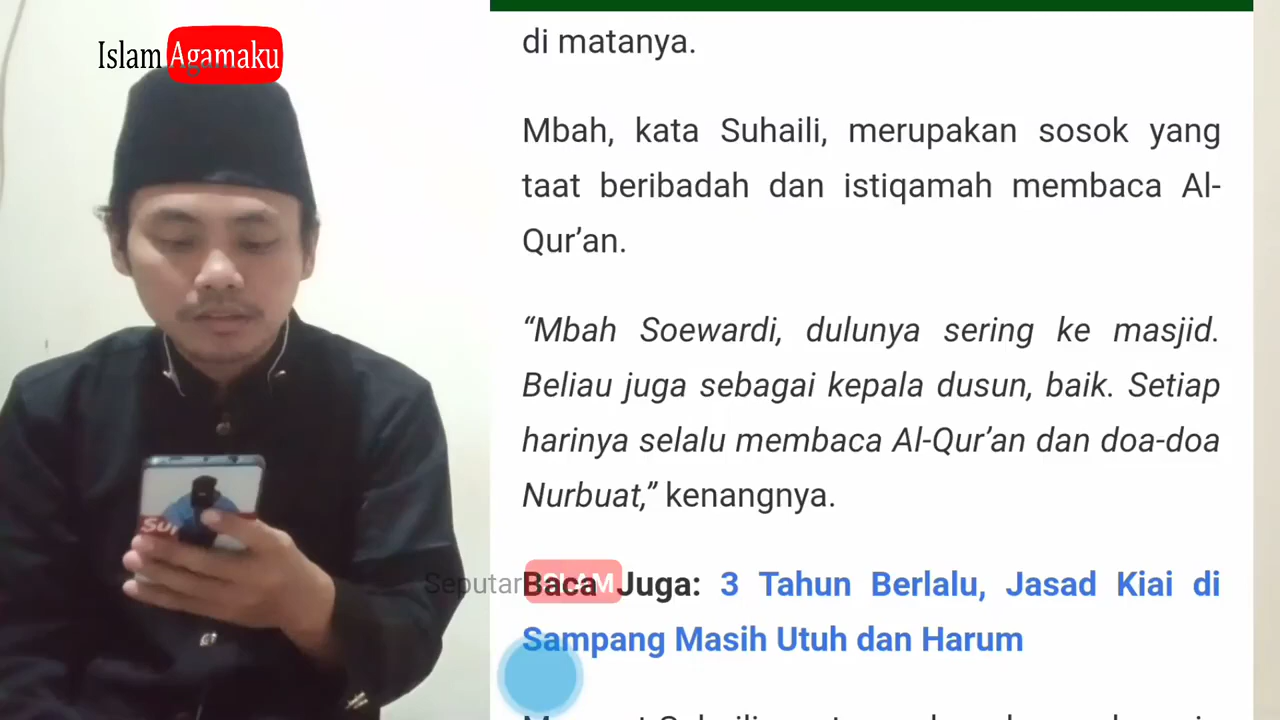 Islam Agamaku
di matanya.
Mbah, kata Suhaili, merupakan sosok yang
taat beribadah dan istiqamah membaca Al-
Qur’an.
“Mbah Soewardi, dulunya sering ke masjid.
Beliau juga sebagai kepala dusun, baik. Setiap
harinya selalu membaca Al-Qur’an dan doa-doa
Nurbuat,” kenangnya.
Seputar ISLAM
Baca Juga: 3 Tahun Berlalu, Jasad Kiai di
Sampang Masih Utuh dan Harum